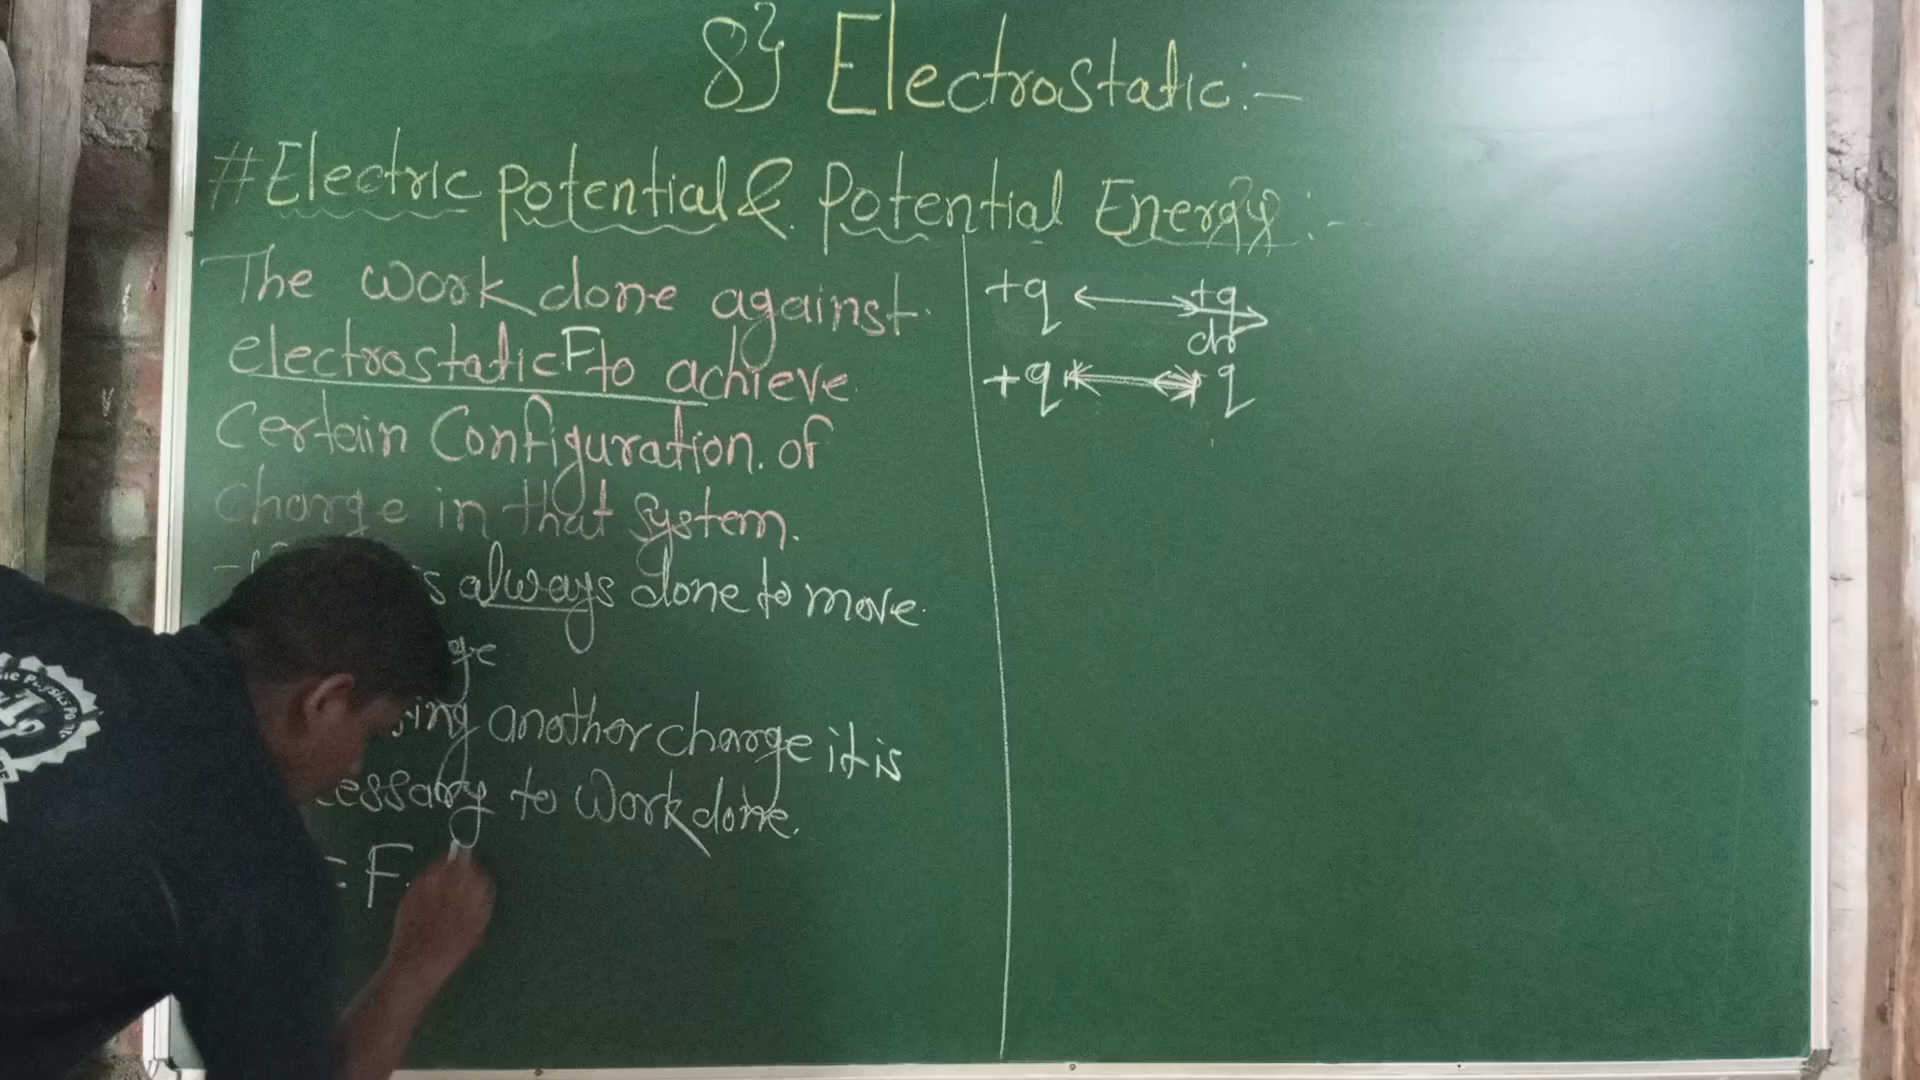 8} Electrostatic:-
# Electric potential & Potential Energy:-
The work done against
electrostatic F to achieve
Certain Configuration. of
charge in that system.
always done to move.
another charge it is
to work done.
= F.
+q +q
dr
+q +q